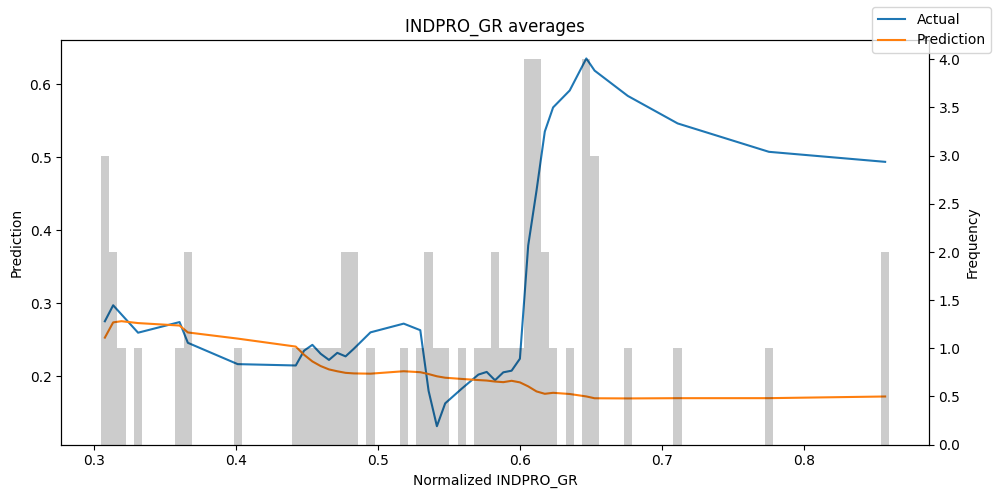 INDPRO_GR averages
Actual
Prediction
0.6
0.5
0.4
0.3
0.2
Prediction
4.0
3.5
3.0
2.5
2.0
1.5
1.0
0.5
0.0
Frequency
0.3 0.4 0.5 0.6 0.7 0.8
Normalized INDPRO_GR